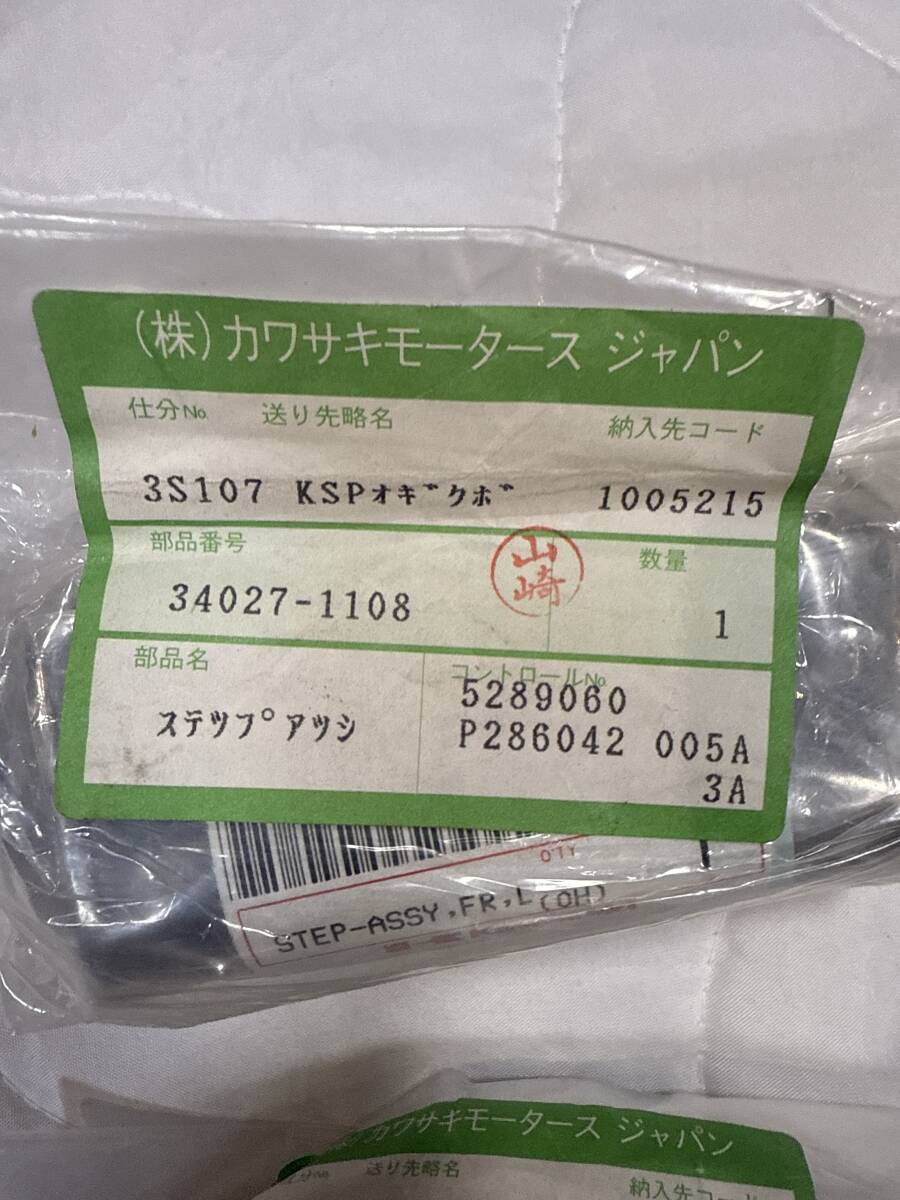 (株)カワサキモータース ジャパン
仕分No. 送り先略名 納入先コード
3S107 KSPオギクボ 1005215
部品番号 数量
34027-1108 山崎 1
部品名 コントロールNo.
ステツプアツシ 5289060
P286042 005A
3A
Q'TY
STEP-ASSY,FR,L(OH)
カワサキモータース ジャパン
仕分No. 送り先略名 納入先コード